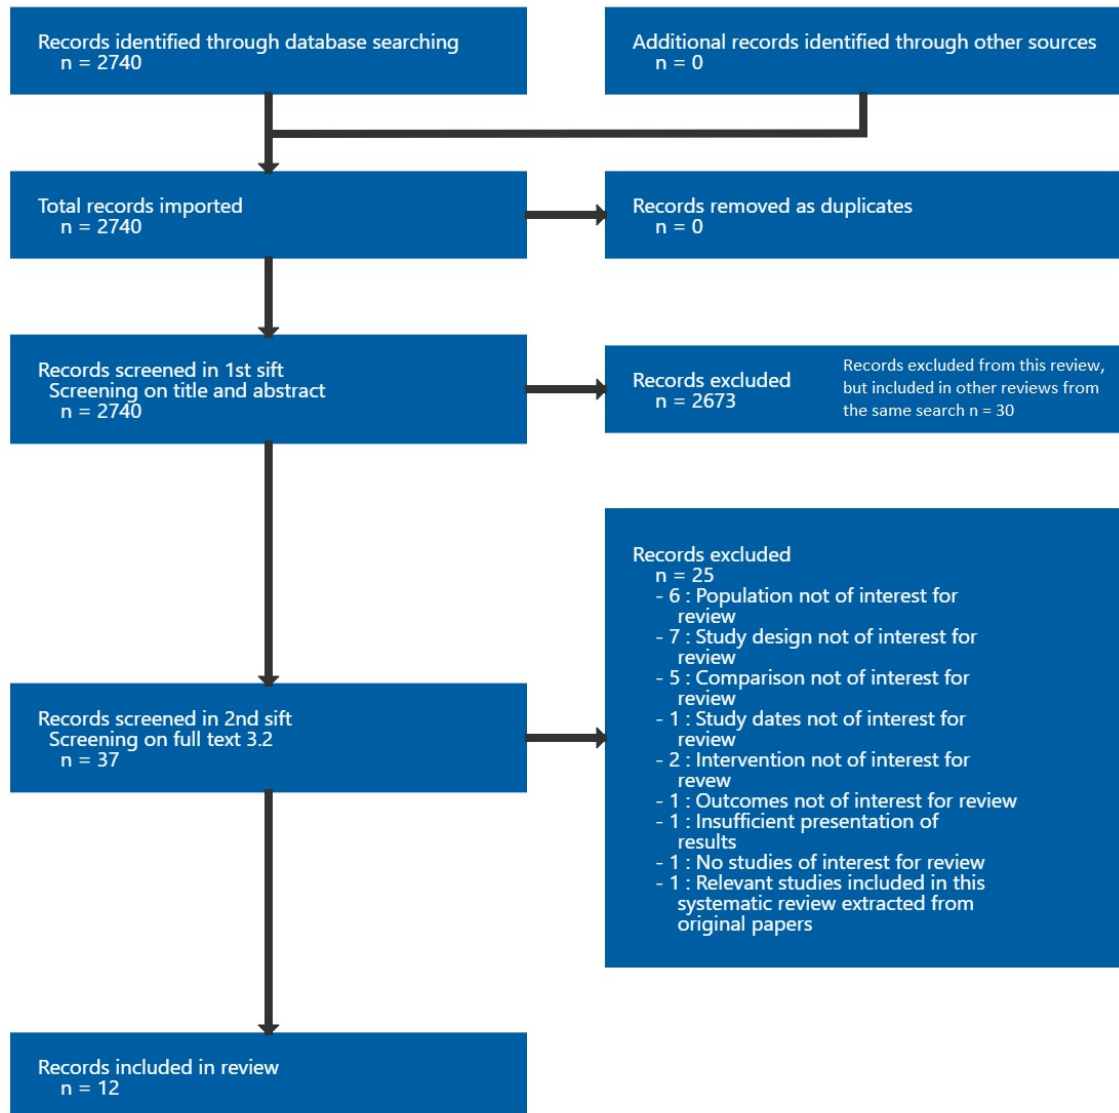 Records identified through database searching
n = 2740
Additional records identified through other sources
n = 0
Total records imported
n = 2740
Records removed as duplicates
n = 0
Records screened in 1st sift
Screening on title and abstract
n = 2740
Records excluded
n = 2673
Records excluded from this review,
but included in other reviews from
the same search n = 30
Records screened in 2nd sift
Screening on full text 3.2
n = 37
Records excluded
n = 25
- 6 : Population not of interest for
review
- 7 : Study design not of interest for
review
- 5 : Comparison not of interest for
review
- 1 : Study dates not of interest for
review
- 2 : Intervention not of interest for
revew
- 1 : Outcomes not of interest for review
- 1 : Insufficient presentation of
results
- 1 : No studies of interest for review
- 1 : Relevant studies included in this
systematic review extracted from
original papers
Records included in review
n = 12